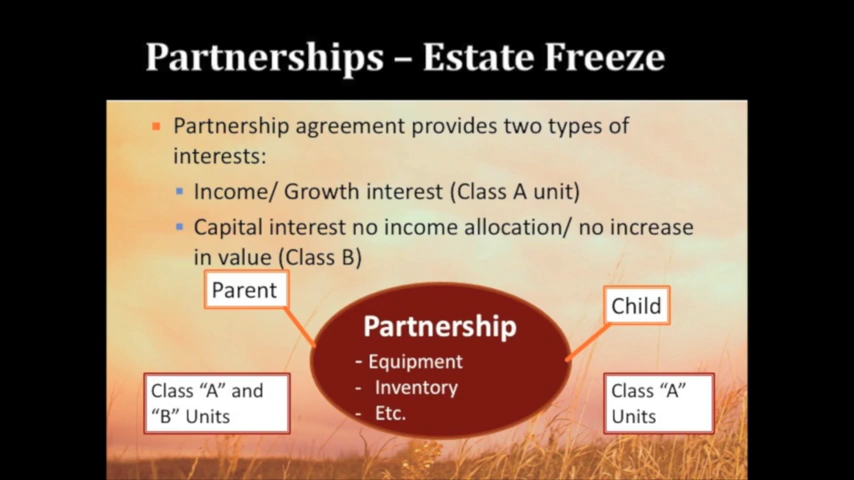 Partnerships – Estate Freeze
▪ Partnership agreement provides two types of
interests:
▪ Income/ Growth interest (Class A unit)
▪ Capital interest no income allocation/ no increase
in value (Class B)
Parent
Child
Partnership
- Equipment
- Inventory
- Etc.
Class “A” and
“B” Units
Class “A”
Units